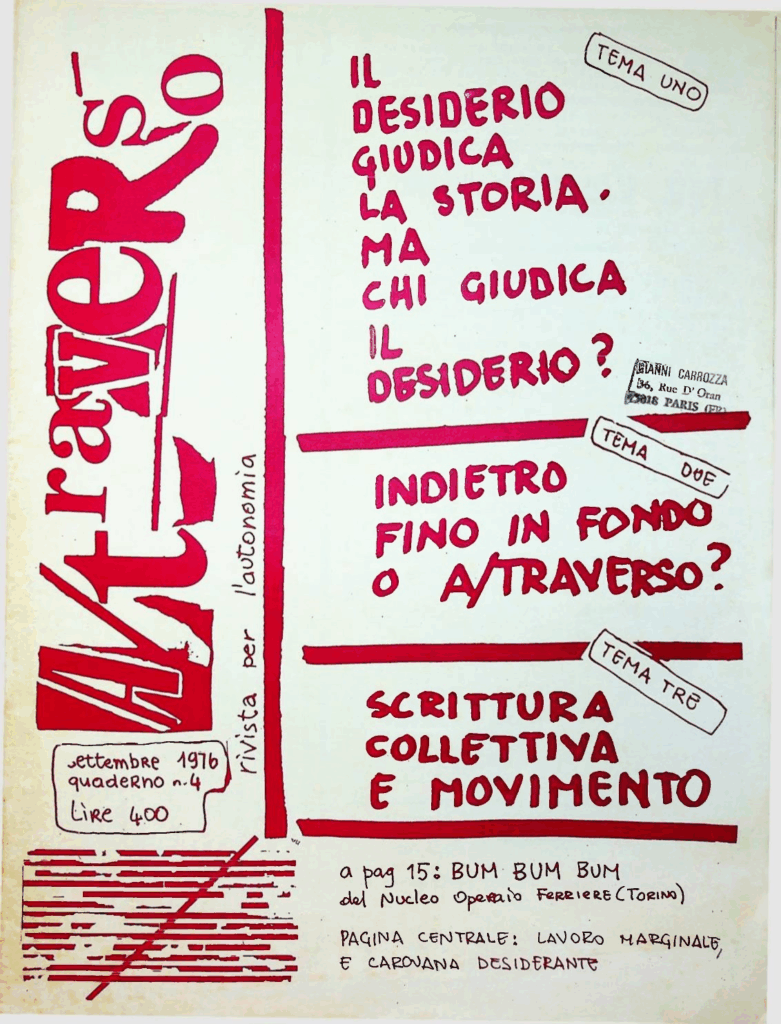 A/traverso
rivista per l'autonomia
settembre 1976
quaderno n. 4
Lire 400
TEMA UNO
IL
DESIDERIO
GIUDICA
LA STORIA.
MA
CHI GIUDICA
IL
DESIDERIO?
GIANNI CARROZZA
36, Rue D'Oran
75018 PARIS (FR)
TEMA DUE
INDIETRO
FINO IN FONDO
O A/TRAVERSO?
TEMA TRE
SCRITTURA
COLLETTIVA
E MOVIMENTO
a pag 15: BUM BUM BUM
del Nucleo Operaio FERRIERE (TORINO)
PAGINA CENTRALE: LAVORO MARGINALE,
E CAROVANA DESIDERANTE